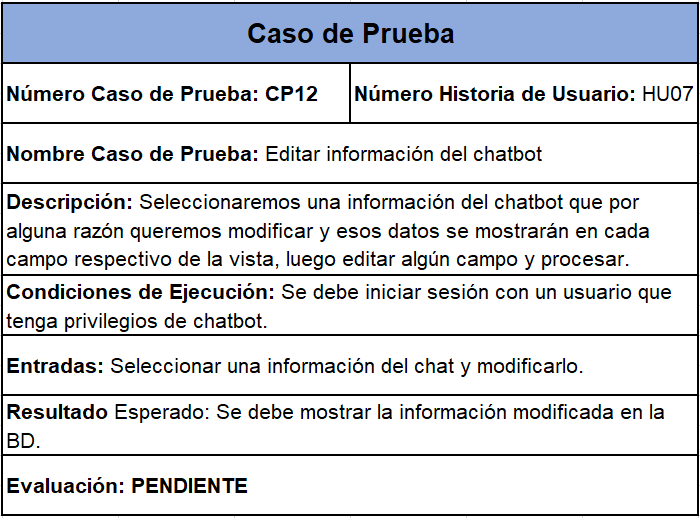 Caso de Prueba
Número Caso de Prueba: CP12
Número Historia de Usuario: HU07
Nombre Caso de Prueba: Editar información del chatbot
Descripción: Seleccionaremos una información del chatbot que por
alguna razón queremos modificar y esos datos se mostrarán en cada
campo respectivo de la vista, luego editar algún campo y procesar.
Condiciones de Ejecución: Se debe iniciar sesión con un usuario que
tenga privilegios de chatbot.
Entradas: Seleccionar una información del chat y modificarlo.
Resultado Esperado: Se debe mostrar la información modificada en la
BD.
Evaluación: PENDIENTE